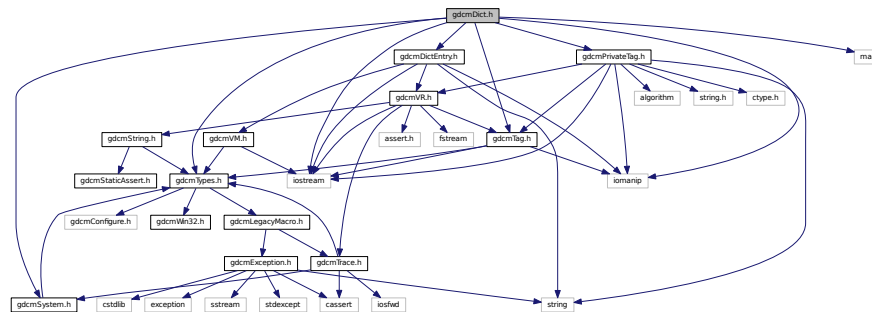 gdcmDict.h
gdcmDictEntry.h
gdcmPrivateTag.h
ma
gdcmVR.h
algorithm
string.h
ctype.h
gdcmString.h
gdcmVM.h
assert.h
fstream
gdcmTag.h
gdcmStaticAssert.h
gdcmTypes.h
iostream
iomanip
gdcmConfigure.h
gdcmWin32.h
gdcmLegacyMacro.h
gdcmException.h
gdcmTrace.h
gdcmSystem.h
cstdlib
exception
sstream
stdexcept
cassert
iosfwd
string